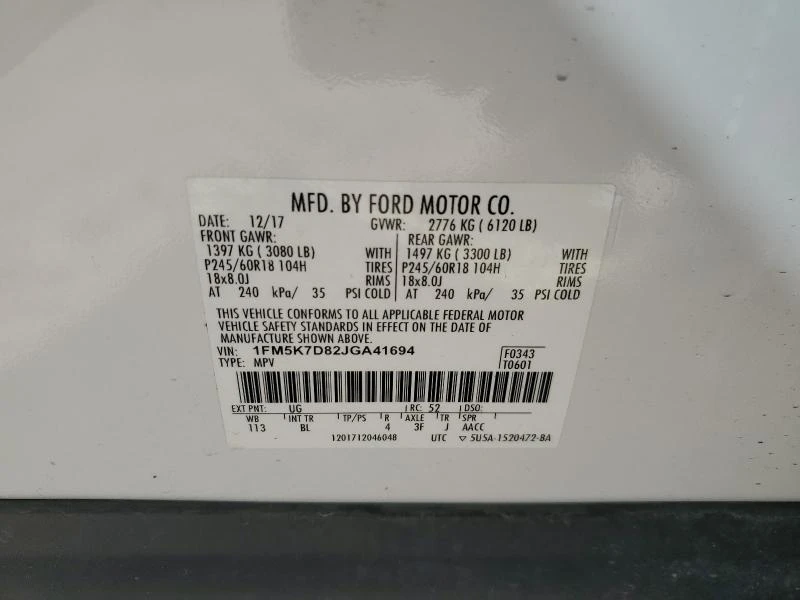 MFD. BY FORD MOTOR CO.
DATE: 12/17 GVWR: 2776 KG ( 6120 LB)
FRONT GAWR: REAR GAWR:
1397 KG ( 3080 LB) WITH 1497 KG ( 3300 LB) WITH
P245/60R18 104H TIRES P245/60R18 104H TIRES
18x8.0J RIMS 18x8.0J RIMS
AT 240 kPa/ 35 PSI COLD AT 240 kPa/ 35 PSI COLD
THIS VEHICLE CONFORMS TO ALL APPLICABLE FEDERAL MOTOR
VEHICLE SAFETY STANDARDS IN EFFECT ON THE DATE OF
MANUFACTURE SHOWN ABOVE.
VIN: 1FM5K7D82JGA41694 F0343
TYPE: MPV T0601
EXT PNT: UG RC: 52 DSO:
WB INT TR TP/PS R AXLE TR SPR
113 BL 4 3F J AACC
1201712046048 UTC ▽ 5U5A-1520472-BA